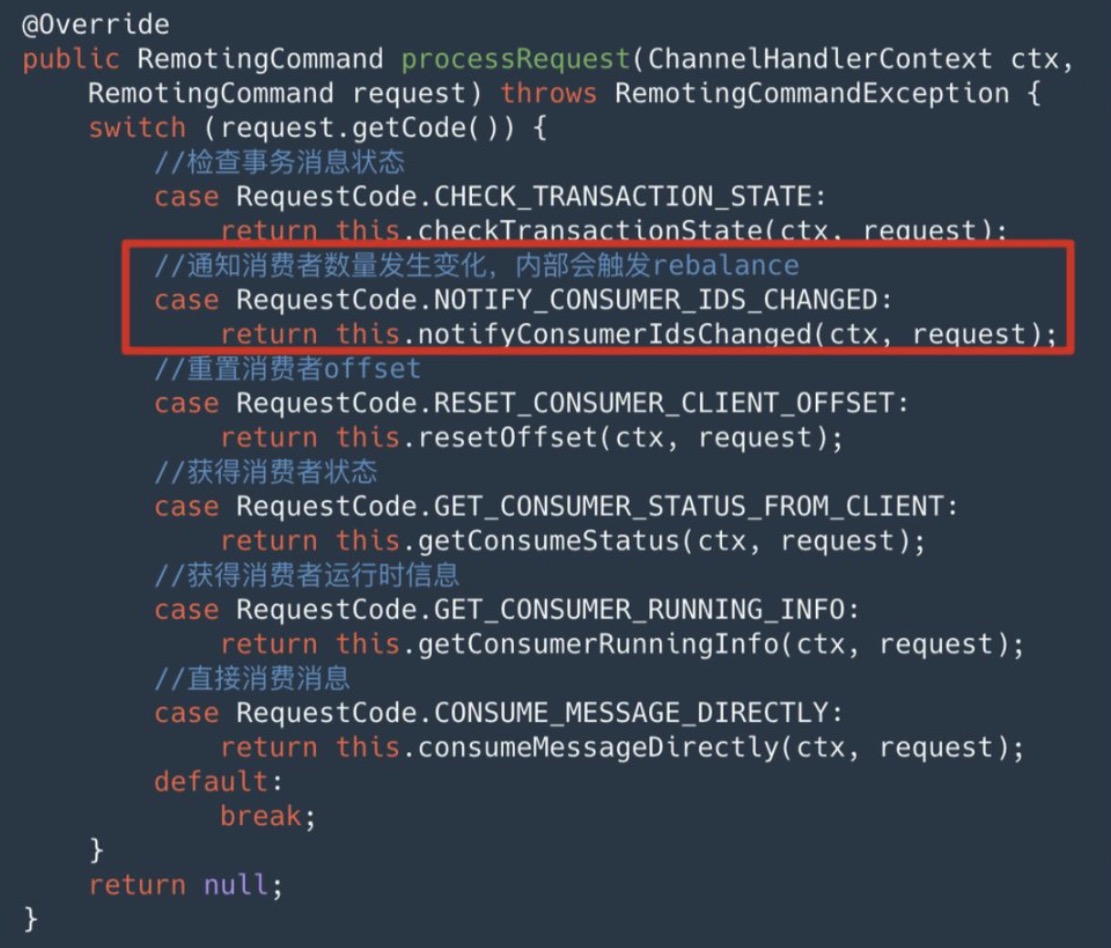 @Override
public RemotingCommand processRequest(ChannelHandlerContext ctx,
    RemotingCommand request) throws RemotingCommandException {
    switch (request.getCode()) {
        //检查事务消息状态
        case RequestCode.CHECK_TRANSACTION_STATE:
            return this.checkTransactionState(ctx, request);
        //通知消费者数量发生变化，内部会触发rebalance
        case RequestCode.NOTIFY_CONSUMER_IDS_CHANGED:
            return this.notifyConsumerIdsChanged(ctx, request);
        //重置消费者offset
        case RequestCode.RESET_CONSUMER_CLIENT_OFFSET:
            return this.resetOffset(ctx, request);
        //获得消费者状态
        case RequestCode.GET_CONSUMER_STATUS_FROM_CLIENT:
            return this.getConsumeStatus(ctx, request);
        //获得消费者运行时信息
        case RequestCode.GET_CONSUMER_RUNNING_INFO:
            return this.getConsumerRunningInfo(ctx, request);
        //直接消费消息
        case RequestCode.CONSUME_MESSAGE_DIRECTLY:
            return this.consumeMessageDirectly(ctx, request);
        default:
            break;
    }
    return null;
}